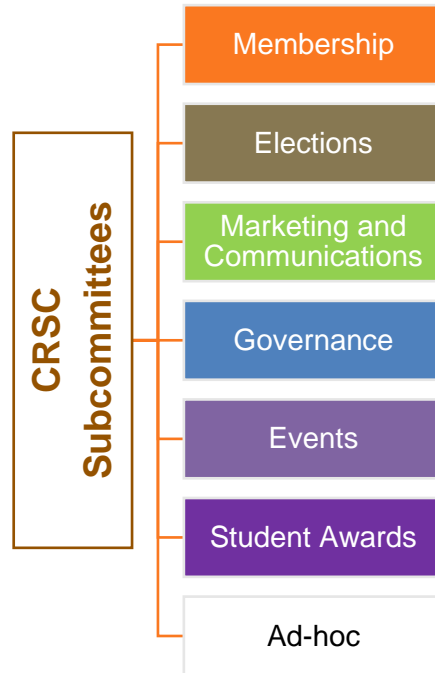 CRSC
Subcommittees
Membership
Elections
Marketing and
Communications
Governance
Events
Student Awards
Ad-hoc